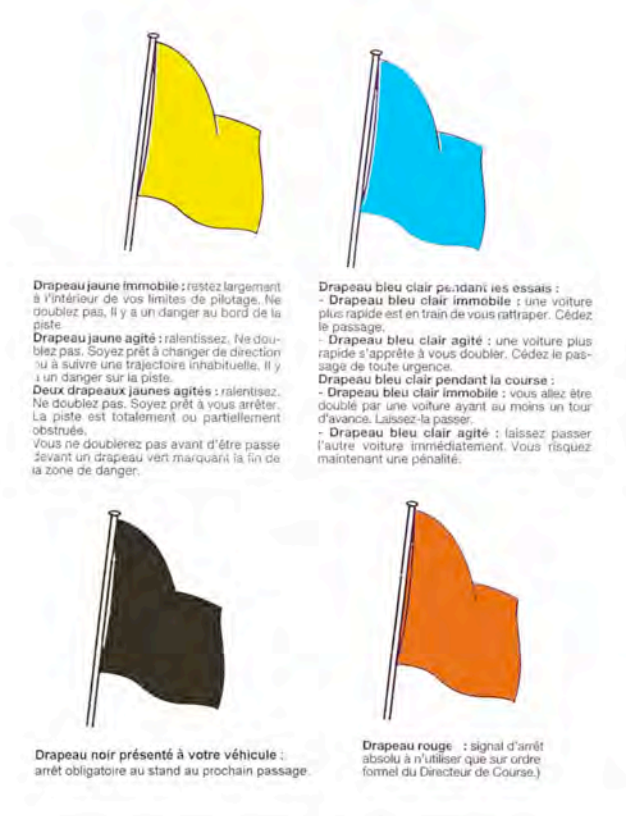 Drapeau jaune immobile : restez largement
à l'intérieur de vos limites de pilotage. Ne
doublez pas, Il y a un danger au bord de la
piste
Drapeau jaune agité : ralentissez. Ne dou-
blez pas. Soyez prêt à changer de direction
ou à suivre une trajectoire inhabituelle. Il y
a un danger sur la piste.
Deux drapeaux jaunes agités : ralentisez.
Ne doublez pas. Soyez prêt à vous arrêter.
La piste est totalement ou partiellement
obstruée.
Vous ne doublerez pas avant d'être passe
devant un drapeau vert marquant la fin de
la zone de danger.
Drapeau bleu clair pendant les essais :
- Drapeau bleu clair immobile : une voiture
plus rapide est en train de vous rattraper. Cédez
le passage.
- Drapeau bleu clair agité : une voiture plus
rapide s'apprête à vous doubler. Cédez le pas-
sage de toute urgence.
Drapeau bleu clair pendant la course :
- Drapeau bleu clair immobile : vous allez être
doublé par une voiture ayant au moins un tour
d'avance. Laissez-la passer.
- Drapeau bleu clair agité : laissez passer
l'autre voiture immédiatement. Vous risquez
maintenant une pénalité.
Drapeau noir présenté à votre véhicule :
arrêt obligatoire au stand au prochain passage.
Drapeau rouge : signal d'arrêt
absolu à n'utiliser que sur ordre
formel du Directeur de Course.)